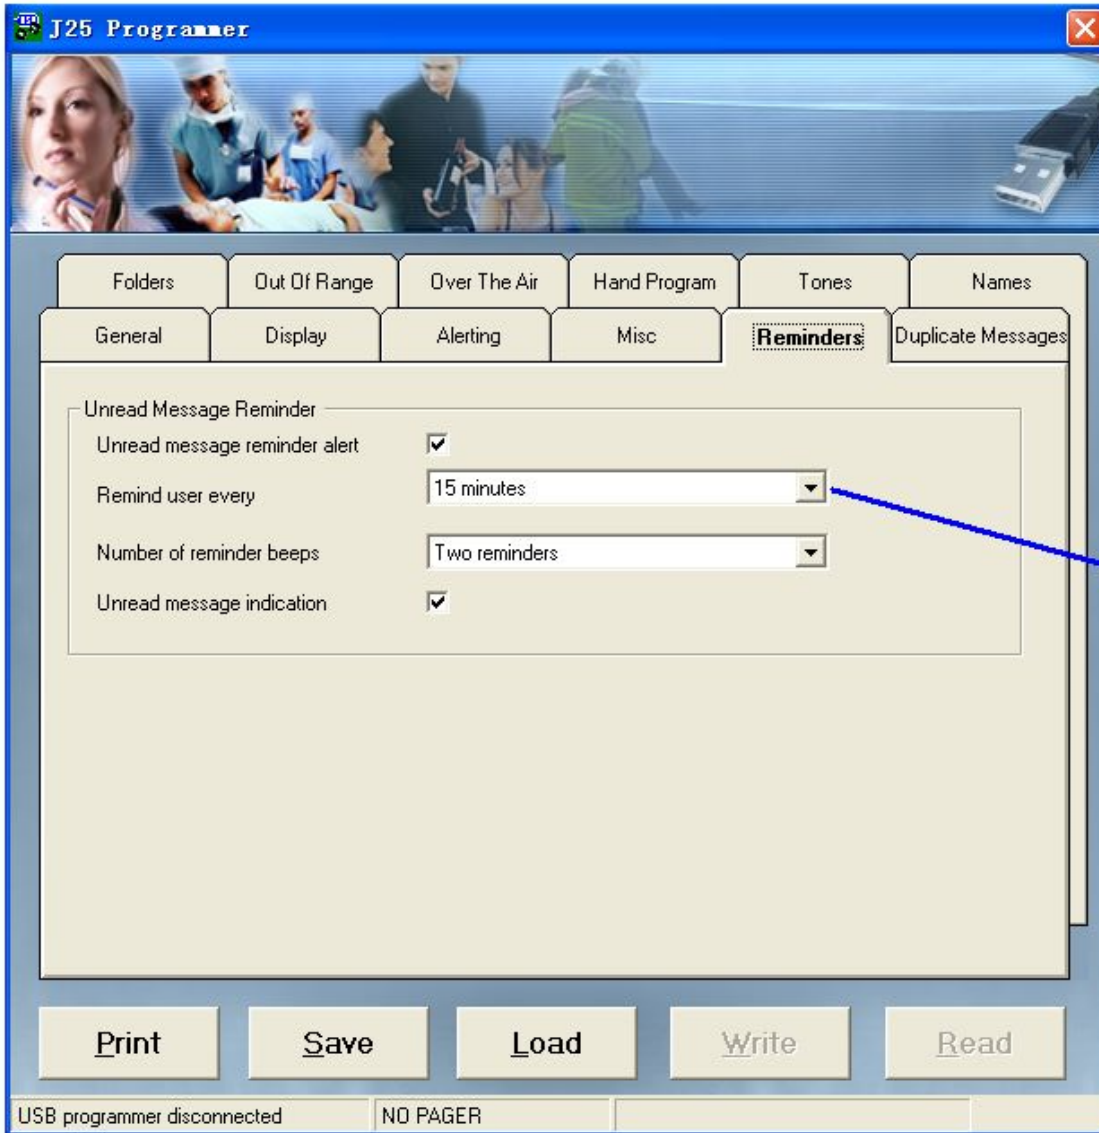 J25 Programmer
Folders Out Of Range Over The Air Hand Program Tones Names
General Display Alerting Misc Reminders Duplicate Messages
Unread Message Reminder
Unread message reminder alert
Remind user every 15 minutes
Number of reminder beeps Two reminders
Unread message indication
Print Save Load Write Read
USB programmer disconnected NO PAGER